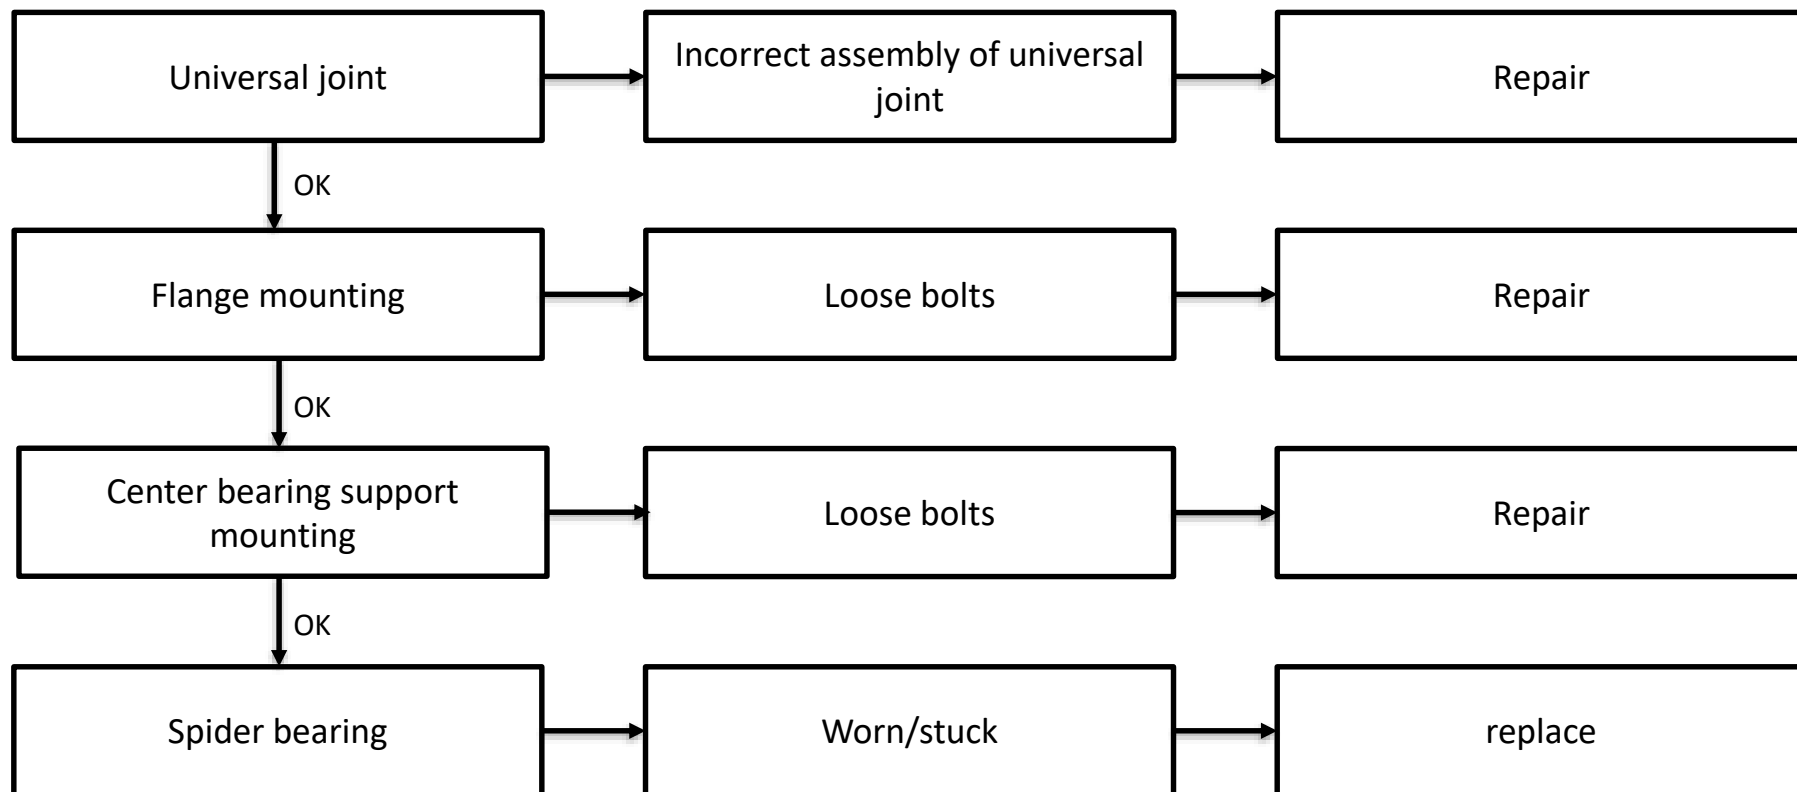 Universal joint
Incorrect assembly of universal
joint
Repair
OK
Flange mounting
Loose bolts
Repair
OK
Center bearing support
mounting
Loose bolts
Repair
OK
Spider bearing
Worn/stuck
replace